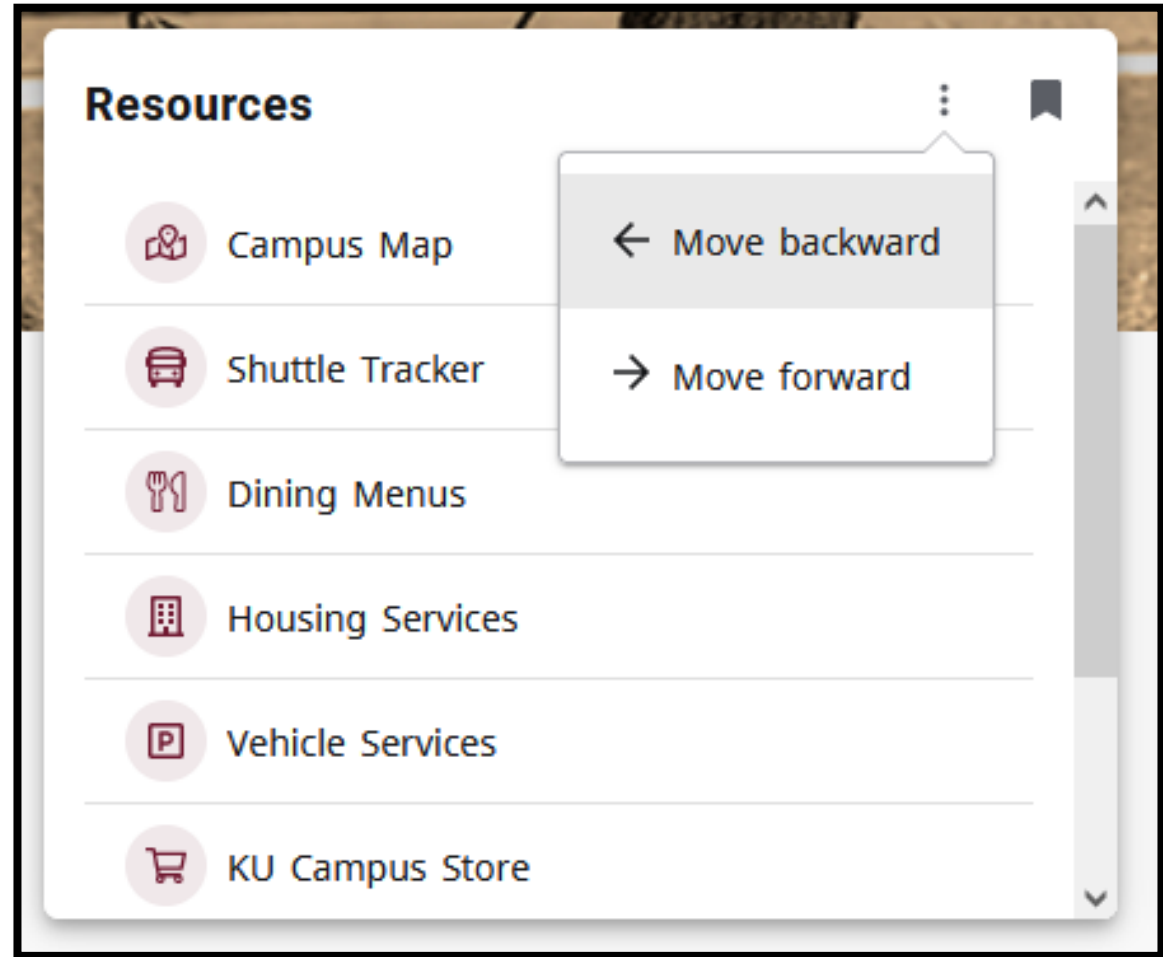 Resources
Campus Map
Move backward
Shuttle Tracker
Move forward
Dining Menus
Housing Services
P
Vehicle Services
KU Campus Store